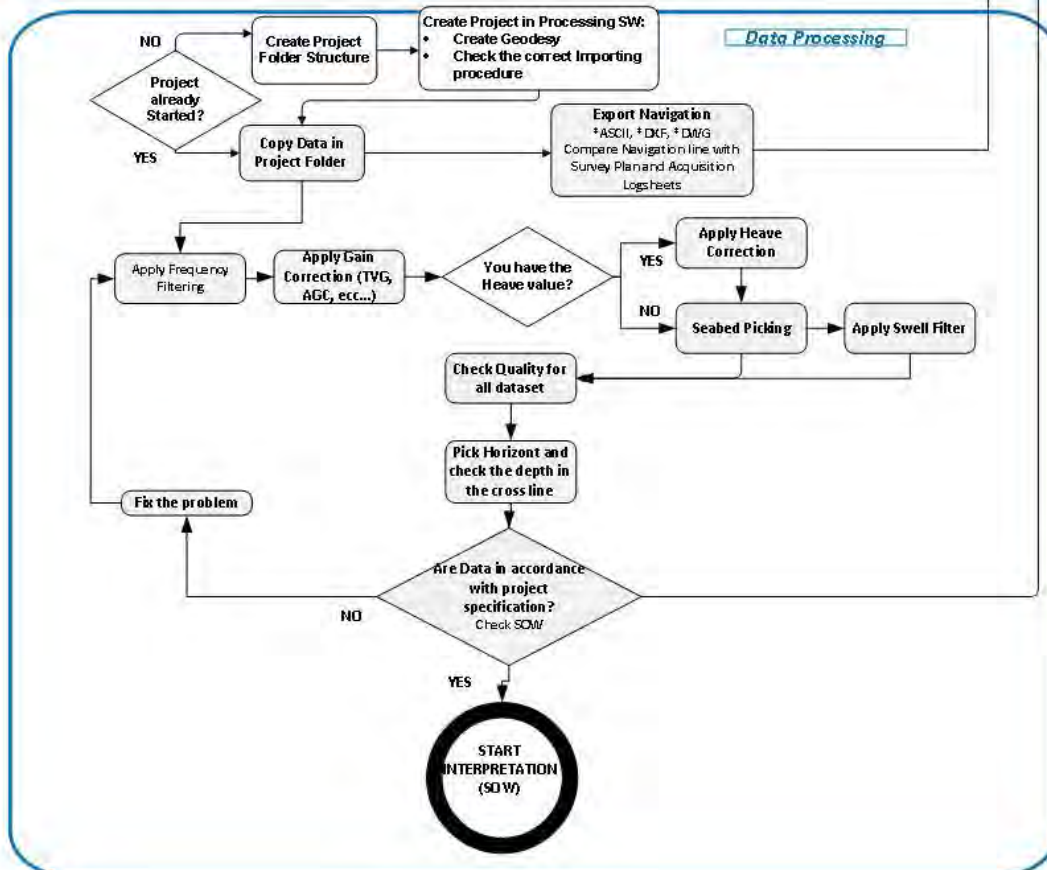 Data Processing
NO
Create Project
Folder Structure
Create Project in Processing SW:
• Create Geodesy
• Check the correct Importing
procedure
Project
already
Started?
YES
Copy Data in
Project Folder
Export Navigation
*ASCII, *DXF, *DWG
Compare Navigation line with
Survey Plan and Acquisition
Logsheets
Apply Frequency
Filtering
Apply Gain
Correction (TVG,
AGC, ecc...)
You have the
Heave value?
YES
Apply Heave
Correction
NO
Seabed Picking
Apply Swell Filter
Check Quality for
all dataset
Pick Horizont and
check the depth in
the cross line
Fix the problem
Are Data in accordance
with project
specification?
Check SOW
NO
YES
START
INTERPRETATION
(SOW)